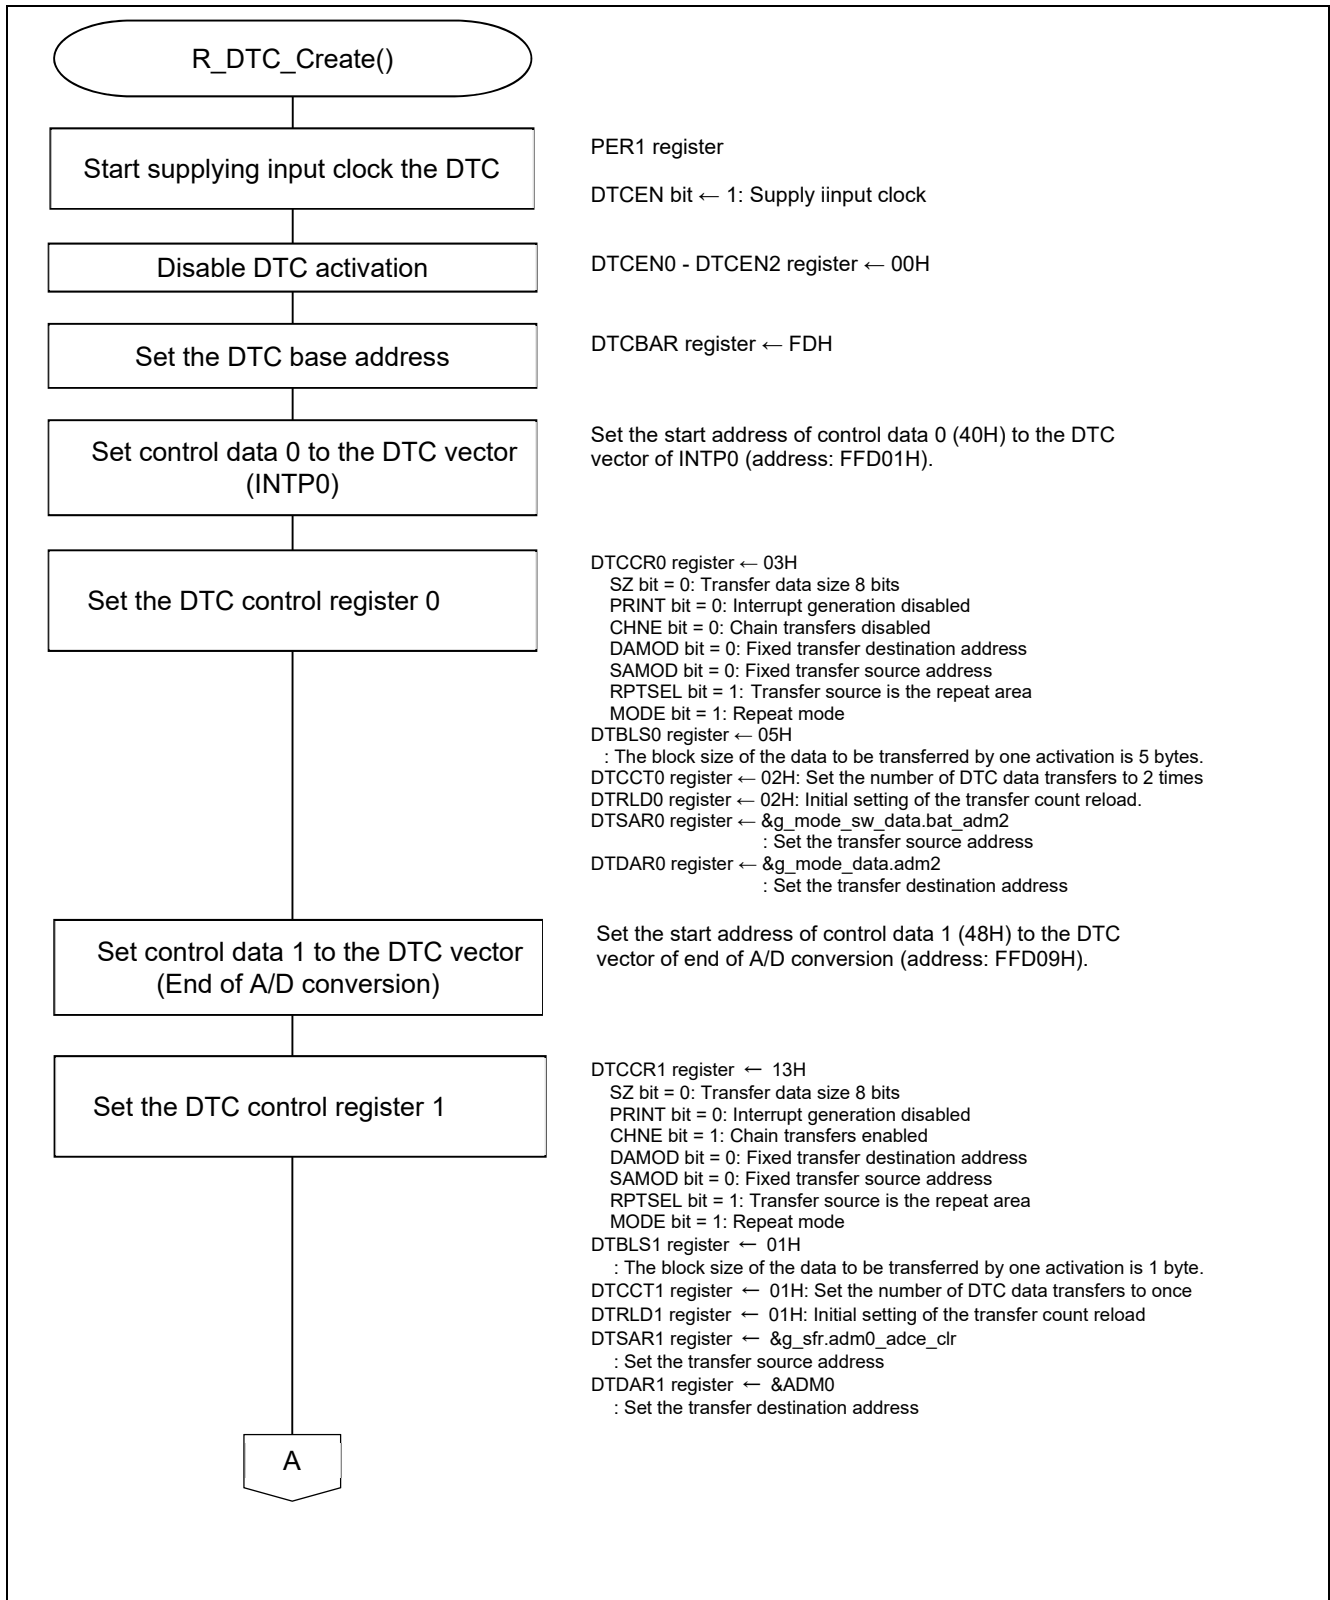 R_DTC_Create()
Start supplying input clock the DTC
PER1 register
DTCEN bit ← 1: Supply iinput clock
Disable DTC activation
DTCEN0 - DTCEN2 register ← 00H
Set the DTC base address
DTCBAR register ← FDH
Set control data 0 to the DTC vector
(INTP0)
Set the start address of control data 0 (40H) to the DTC
vector of INTP0 (address: FFD01H).
Set the DTC control register 0
DTCCR0 register ← 03H
SZ bit = 0: Transfer data size 8 bits
PRINT bit = 0: Interrupt generation disabled
CHNE bit = 0: Chain transfers disabled
DAMOD bit = 0: Fixed transfer destination address
SAMOD bit = 0: Fixed transfer source address
RPTSEL bit = 1: Transfer source is the repeat area
MODE bit = 1: Repeat mode
DTBLS0 register ← 05H
: The block size of the data to be transferred by one activation is 5 bytes.
DTCCT0 register ← 02H: Set the number of DTC data transfers to 2 times
DTRLD0 register ← 02H: Initial setting of the transfer count reload.
DTSAR0 register ← &g_mode_sw_data.bat_adm2
: Set the transfer source address
DTDAR0 register ← &g_mode_data.adm2
: Set the transfer destination address
Set control data 1 to the DTC vector
(End of A/D conversion)
Set the start address of control data 1 (48H) to the DTC
vector of end of A/D conversion (address: FFD09H).
Set the DTC control register 1
DTCCR1 register ← 13H
SZ bit = 0: Transfer data size 8 bits
PRINT bit = 0: Interrupt generation disabled
CHNE bit = 1: Chain transfers enabled
DAMOD bit = 0: Fixed transfer destination address
SAMOD bit = 0: Fixed transfer source address
RPTSEL bit = 1: Transfer source is the repeat area
MODE bit = 1: Repeat mode
DTBLS1 register ← 01H
: The block size of the data to be transferred by one activation is 1 byte.
DTCCT1 register ← 01H: Set the number of DTC data transfers to once
DTRLD1 register ← 01H: Initial setting of the transfer count reload
DTSAR1 register ← &g_sfr.adm0_adce_clr
: Set the transfer source address
DTDAR1 register ← &ADM0
: Set the transfer destination address
A